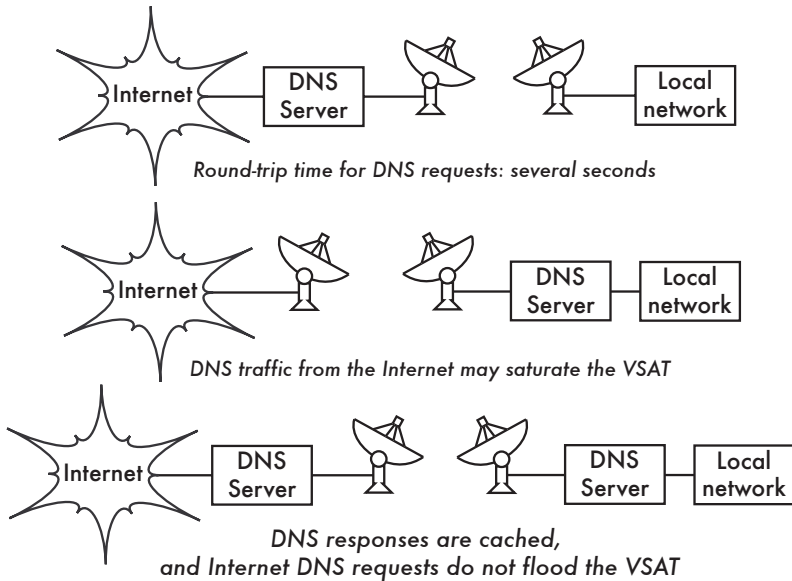 Internet
DNS
Server
Local
network
Round-trip time for DNS requests: several seconds
Internet
DNS
Server
Local
network
DNS traffic from the Internet may saturate the VSAT
Internet
DNS
Server
DNS
Server
Local
network
DNS responses are cached,
and Internet DNS requests do not flood the VSAT